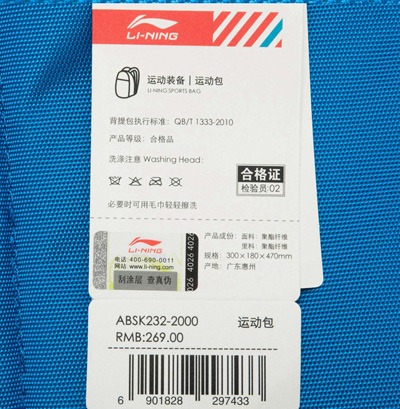 LI-NING
运动装备 | 运动包
LI-NING SPORTS BAG
背提包执行标准：QB/T 1333-2010
产品等级：合格品
洗涤注意 Washing Head:
合格证
检验员:02
必要时可用毛巾轻轻擦洗
LI-NING
电话 400-690-0011
网站 www.li-ning.com
刮涂层 查真伪
4026 4026 402
产品成份：面料：聚酯纤维
里料：聚酯纤维
规格：300×180×470mm
产地：广东惠州
ABSK232-2000 运动包
RMB:269.00
6 901828 297433